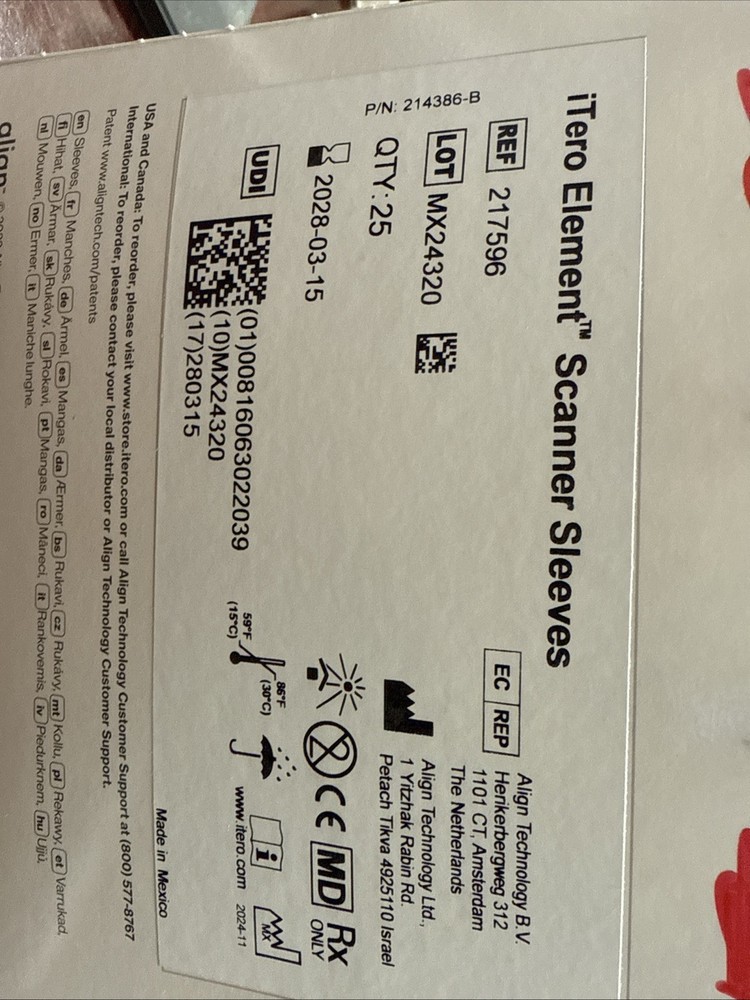 iTero Element™ Scanner Sleeves
REF 217596
P/N: 214386-B
LOT MX24320
QTY:25
2028-03-15
UDI
(01)00816063022039
(10)MX24320
(17)280315
EC REP
Align Technology B.V.
Herikerbergweg 312
1101 CT, Amsterdam
The Netherlands
Align Technology Ltd.,
1 Yitzhak Rabin Rd.
Petach Tikva 4925110 Israel
2
CE MD Rx ONLY
59°F
(15°C)
86°F
(30°C)
i
www.itero.com
MX
2024-11
Made in Mexico
USA and Canada: To reorder, please visit www.store.itero.com or call Align Technology Customer Support at (800) 577-8767
International: To reorder, please contact your local distributor or Align Technology Customer Support.
Patent www.aligntech.com/patents
en Sleeves, fr Manches, de Ärmel, es Mangas, da Ærmer, bs Rukavi, cz Rukávy, mt Kollu, pl Rękawy, et Varrukad,
fi Hihat, sv Ärmar, sk Rukávy, sl Rokavi, pt Mangas, ro Mâneci, lt Rankovėmis, lv Piedurknēm, hu Ujjú,
nl Mouwen, no Ermer, it Maniche lunghe.
align™ ©